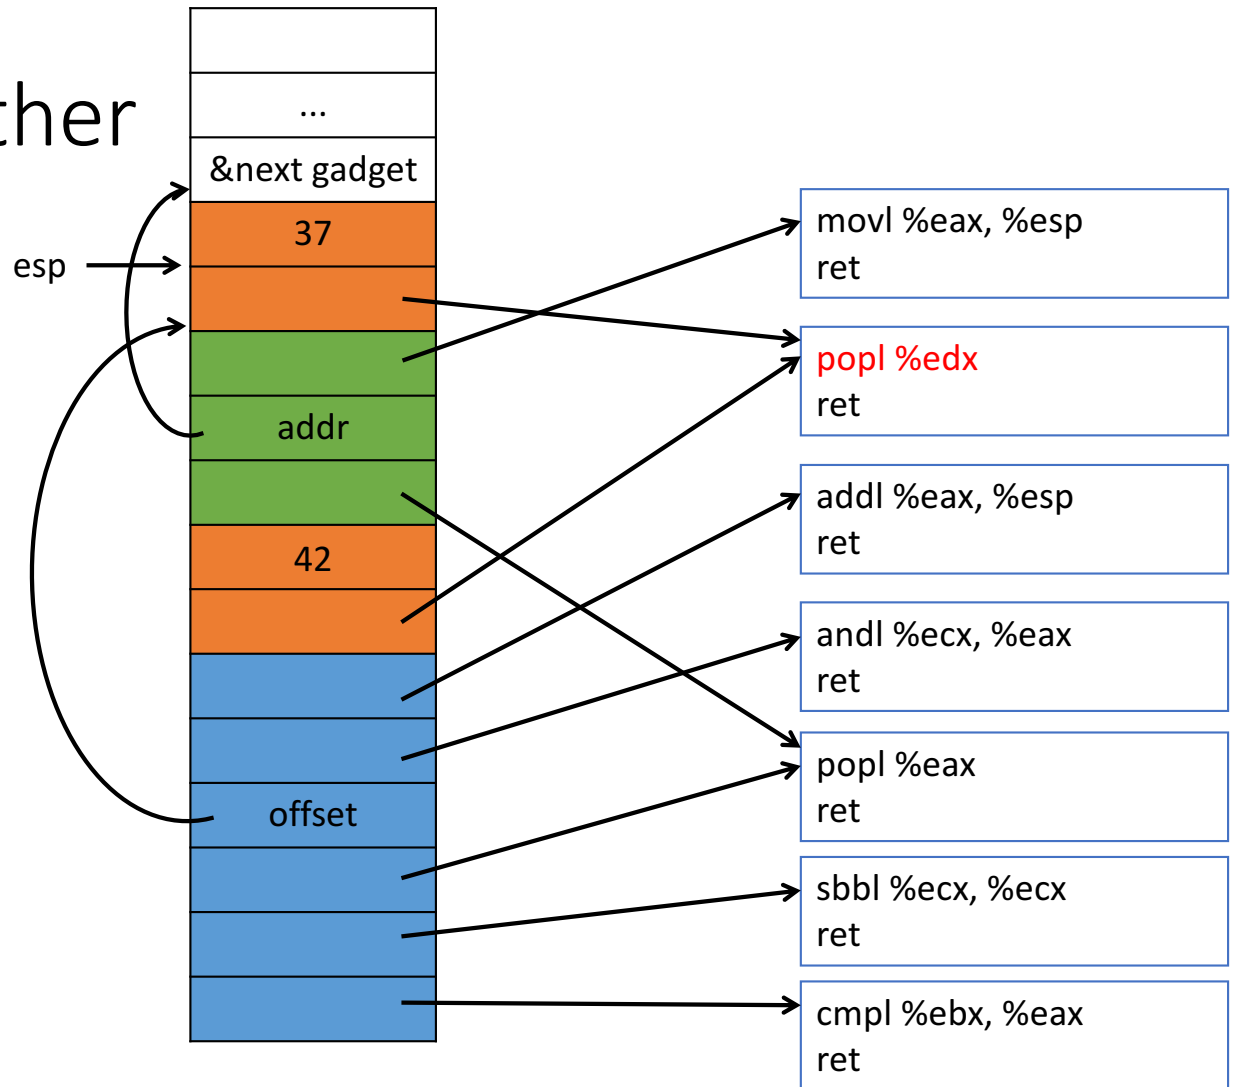 ther
...
&next gadget
37
esp
addr
42
offset
movl %eax, %esp
ret
popl %edx
ret
addl %eax, %esp
ret
andl %ecx, %eax
ret
popl %eax
ret
sbbl %ecx, %ecx
ret
cmpl %ebx, %eax
ret